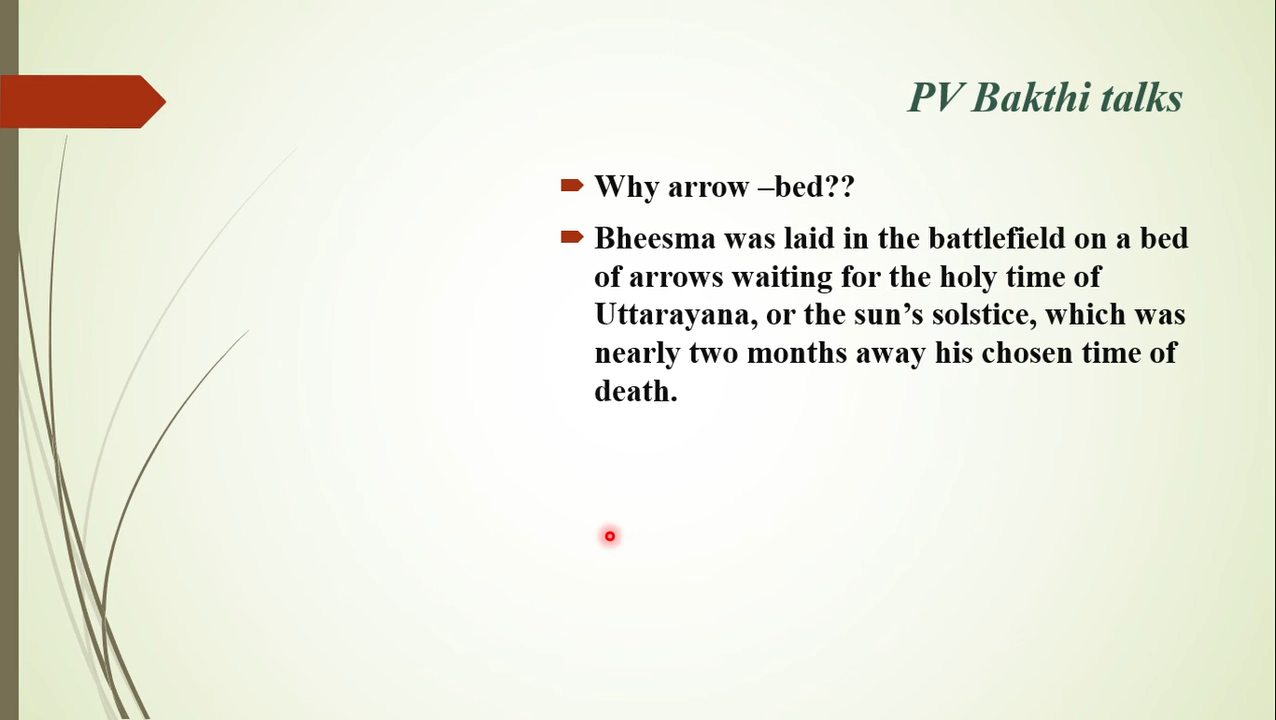 PV Bakthi talks
Why arrow –bed??
Bheesma was laid in the battlefield on a bed
of arrows waiting for the holy time of
Uttarayana, or the sun’s solstice, which was
nearly two months away his chosen time of
death.